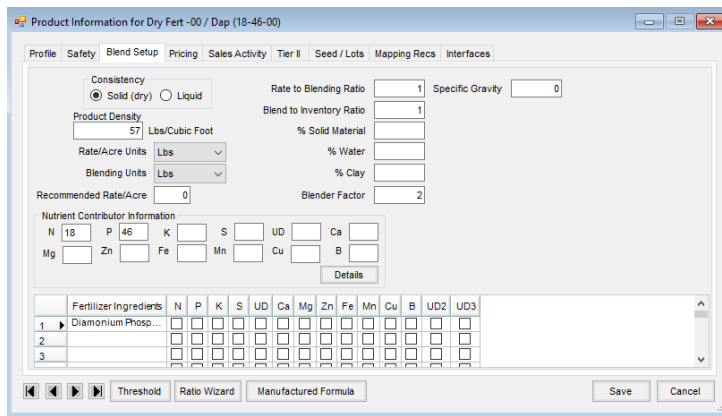 Product Information for Dry Fert -00 / Dap (18-46-00)
Profile Safety Blend Setup Pricing Sales Activity Tier II Seed / Lots Mapping Recs Interfaces
Consistency
Solid (dry) Liquid
Product Density
57 Lbs/Cubic Foot
Rate/Acre Units Lbs
Blending Units Lbs
Recommended Rate/Acre 0
Rate to Blending Ratio 1 Specific Gravity 0
Blend to Inventory Ratio 1
% Solid Material
% Water
% Clay
Blender Factor 2
Nutrient Contributor Information
N 18 P 46 K S UD Ca
Mg Zn Fe Mn Cu B
Details
Fertilizer Ingredients N P K S UD Ca Mg Zn Fe Mn Cu B UD2 UD3
1 Diamonium Phosp...
2
3
Threshold Ratio Wizard Manufactured Formula Save Cancel